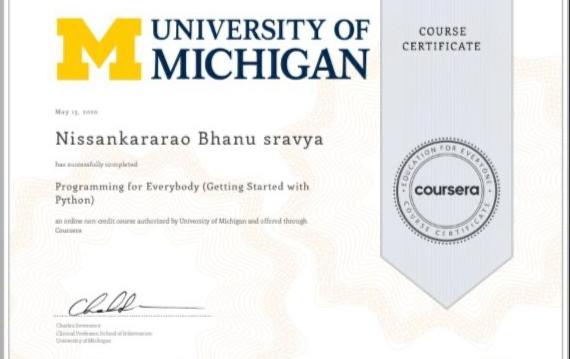 M UNIVERSITY OF
MICHIGAN
COURSE
CERTIFICATE
May 13, 2020
Nissankararao Bhanu sravya
has successfully completed
Programming for Everybody (Getting Started with
Python)
an online non-credit course authorized by University of Michigan and offered through
Coursera
EDUCATION FOR EVERYONE
coursera
COURSE CERTIFICATE
Charles Severance
Clinical Professor, School of Information
University of Michigan